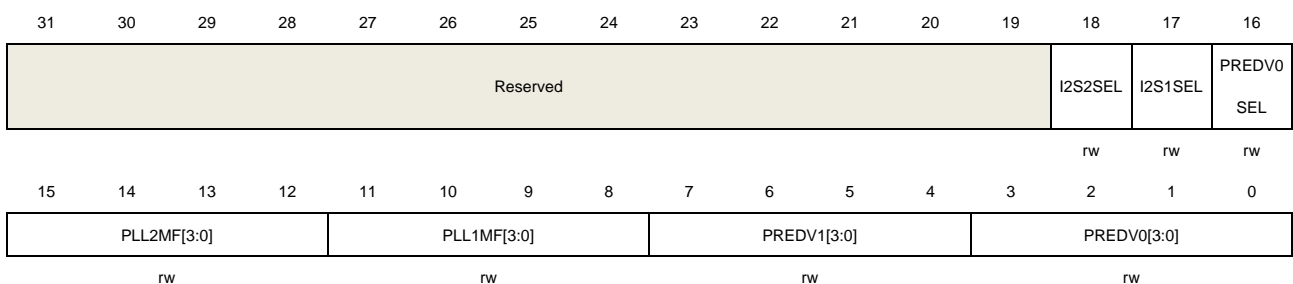 31 30 29 28 27 26 25 24 23 22 21 20 19 18 17 16
Reserved I2S2SEL I2S1SEL PREDV0
SEL
rw rw rw
15 14 13 12 11 10 9 8 7 6 5 4 3 2 1 0
PLL2MF[3:0] PLL1MF[3:0] PREDV1[3:0] PREDV0[3:0]
rw rw rw rw